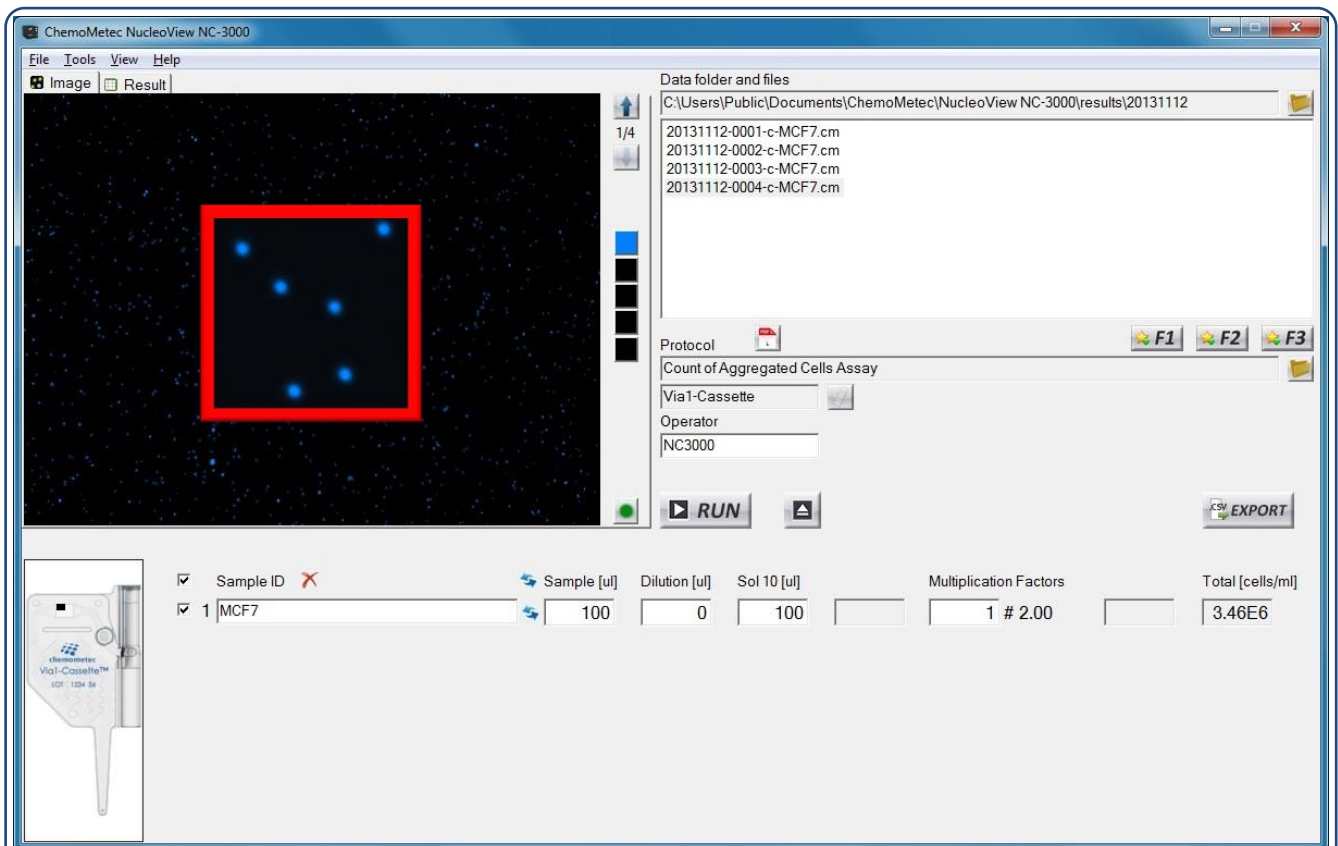 ChemoMetec NucleoView NC-3000
File Tools View Help
Image Result
1/4
Data folder and files
C:\Users\Public\Documents\ChemoMetec\NucleoView NC-3000\results\20131112
20131112-0001-c-MCF7.cm
20131112-0002-c-MCF7.cm
20131112-0003-c-MCF7.cm
20131112-0004-c-MCF7.cm
Protocol F1 F2 F3
Count of Aggregated Cells Assay
Via1-Cassette
Operator
NC3000
RUN CSV EXPORT
Sample ID Sample [ul] Dilution [ul] Sol 10 [ul] Multiplication Factors Total [cells/ml]
1 MCF7 100 0 100 1 # 2.00 3.46E6
chemometec
Via1-Cassette™
LOT : 1234 56